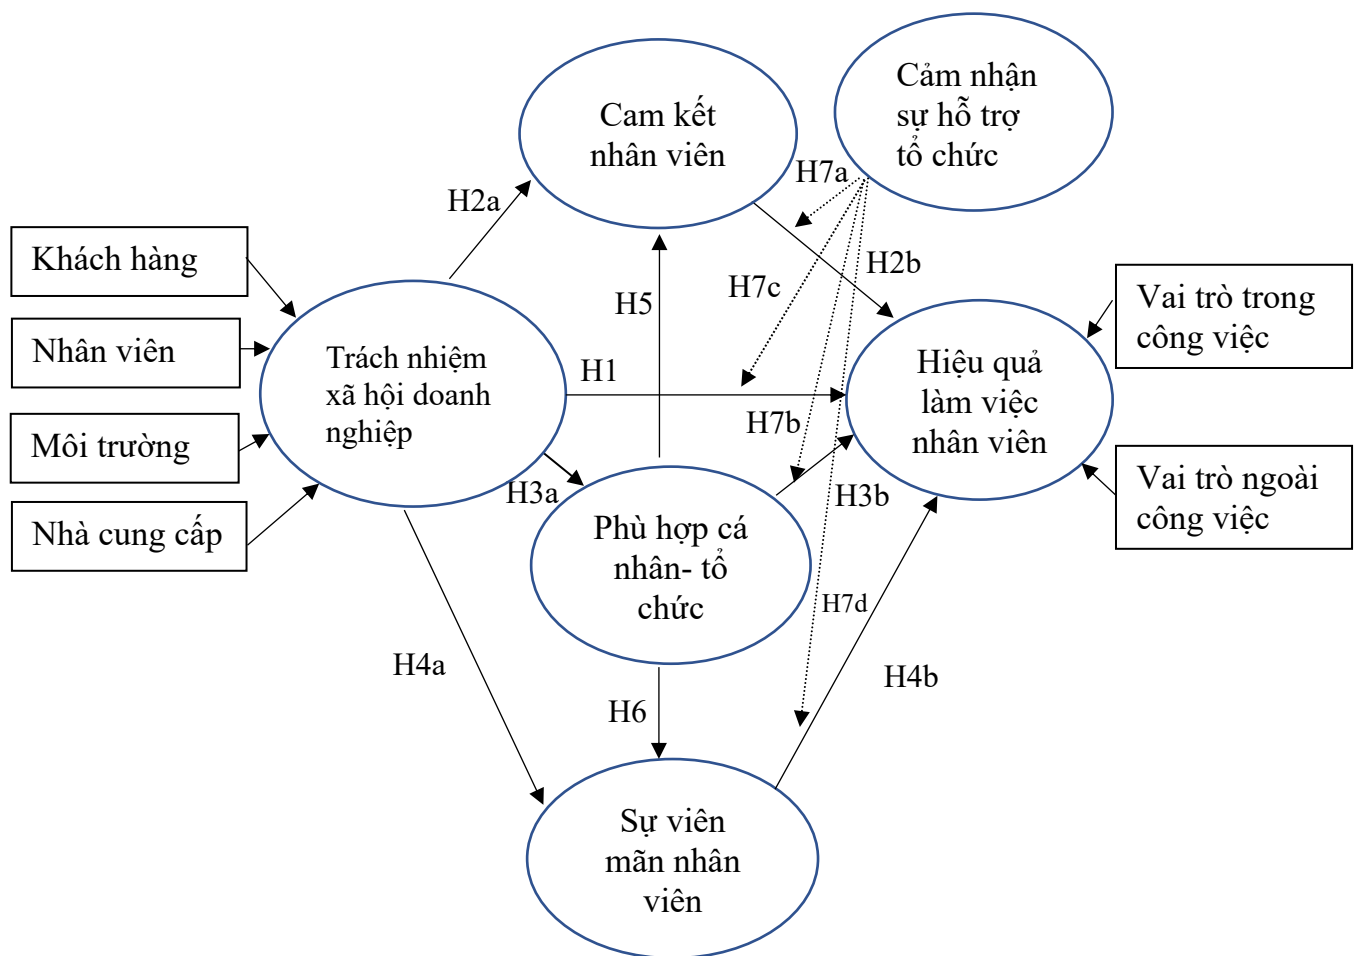 Cam kết
nhân viên
Cảm nhận
sự hỗ trợ
tổ chức
H7a
H2a
Khách hàng
H2b
H7c
H5
Vai trò trong
công việc
Nhân viên
Trách nhiệm
xã hội doanh
nghiệp
H1
Hiệu quả
làm việc
nhân viên
H7b
Môi trường
H3a
H3b
Vai trò ngoài
công việc
Nhà cung cấp
Phù hợp cá
nhân- tổ
chức
H7d
H4a
H4b
H6
Sự viên
mãn nhân
viên